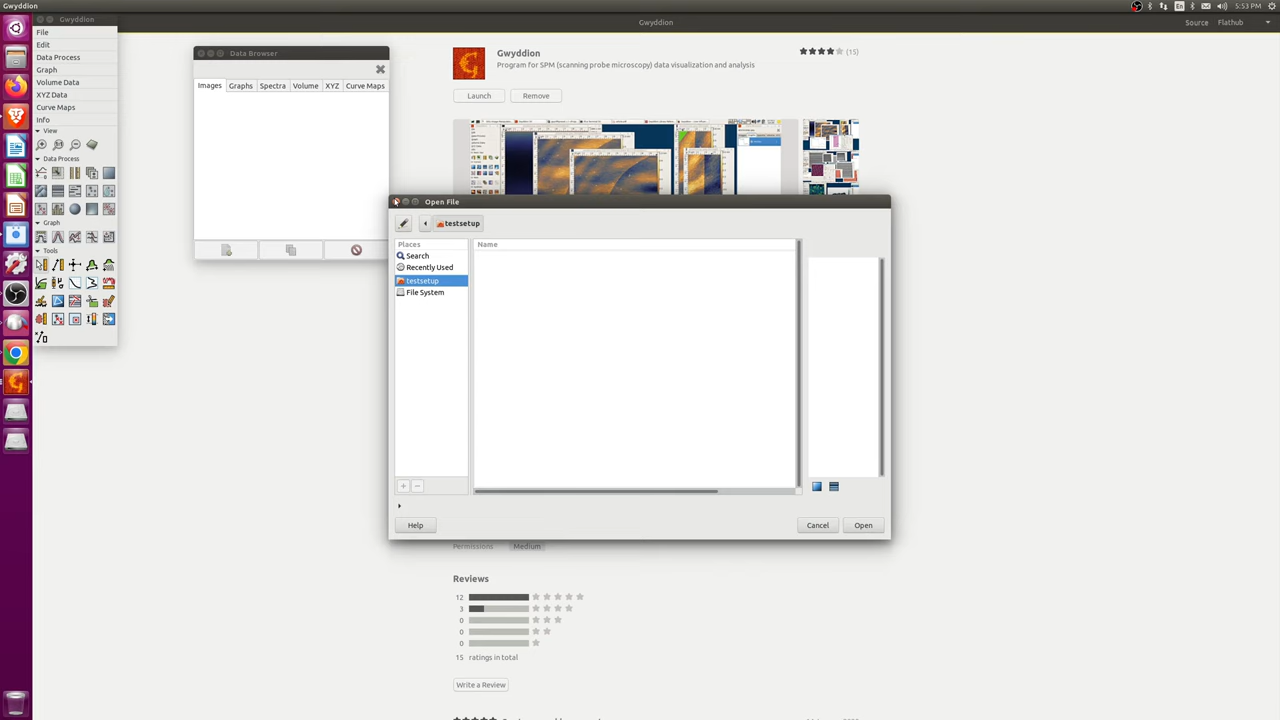 Gwyddion
En
5:53 PM
Gwyddion
Gwyddion
Source
Flathub
File
Edit
Data Process
Graph
Volume Data
XYZ Data
Curve Maps
Info
View
Data Process
Graph
Tools
Data Browser
Images Graphs Spectra Volume XYZ Curve Maps
Gwyddion
(15)
Program for SPM (scanning probe microscopy) data visualization and analysis
Launch
Remove
Open File
testsetup
Places
Name
Search
Recently Used
testsetup
File System
Help
Cancel
Open
Permissions
Medium
Reviews
12
3
0
0
0
15 ratings in total
Write a Review